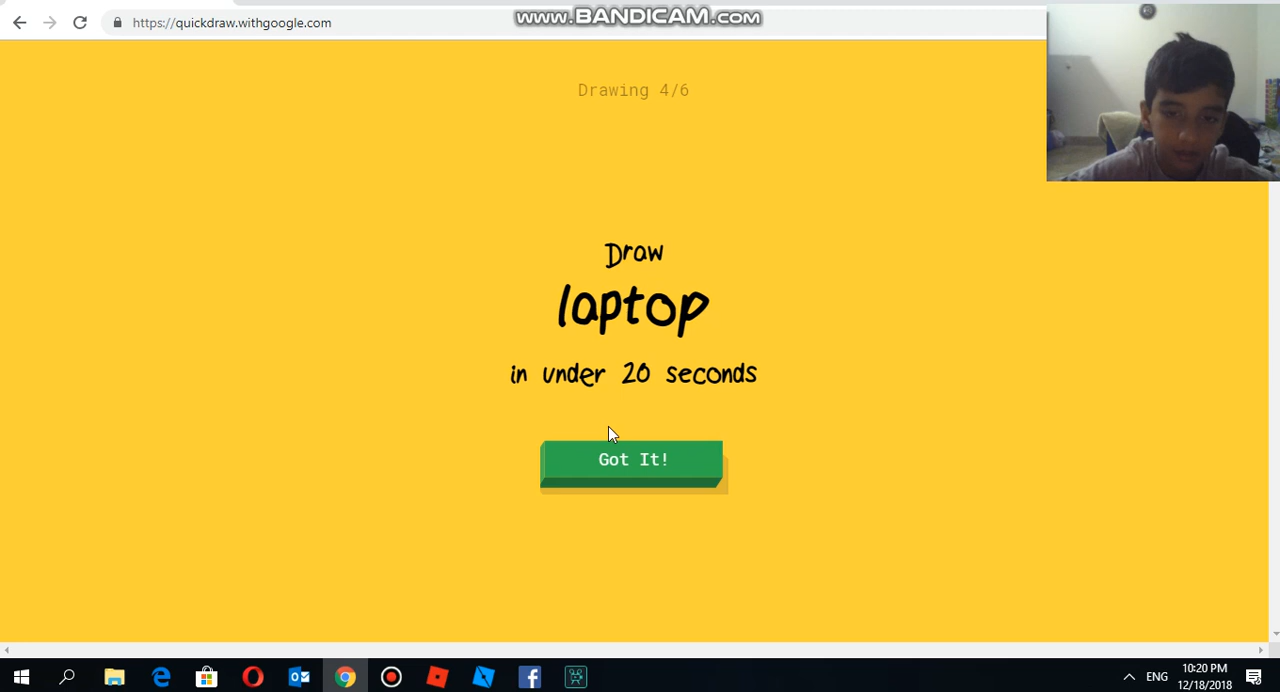 https://quickdraw.withgoogle.com
www.BANDICAM.com
Drawing 4/6
Draw
laptop
in under 20 seconds
Got It!
ENG
10:20 PM
12/18/2018